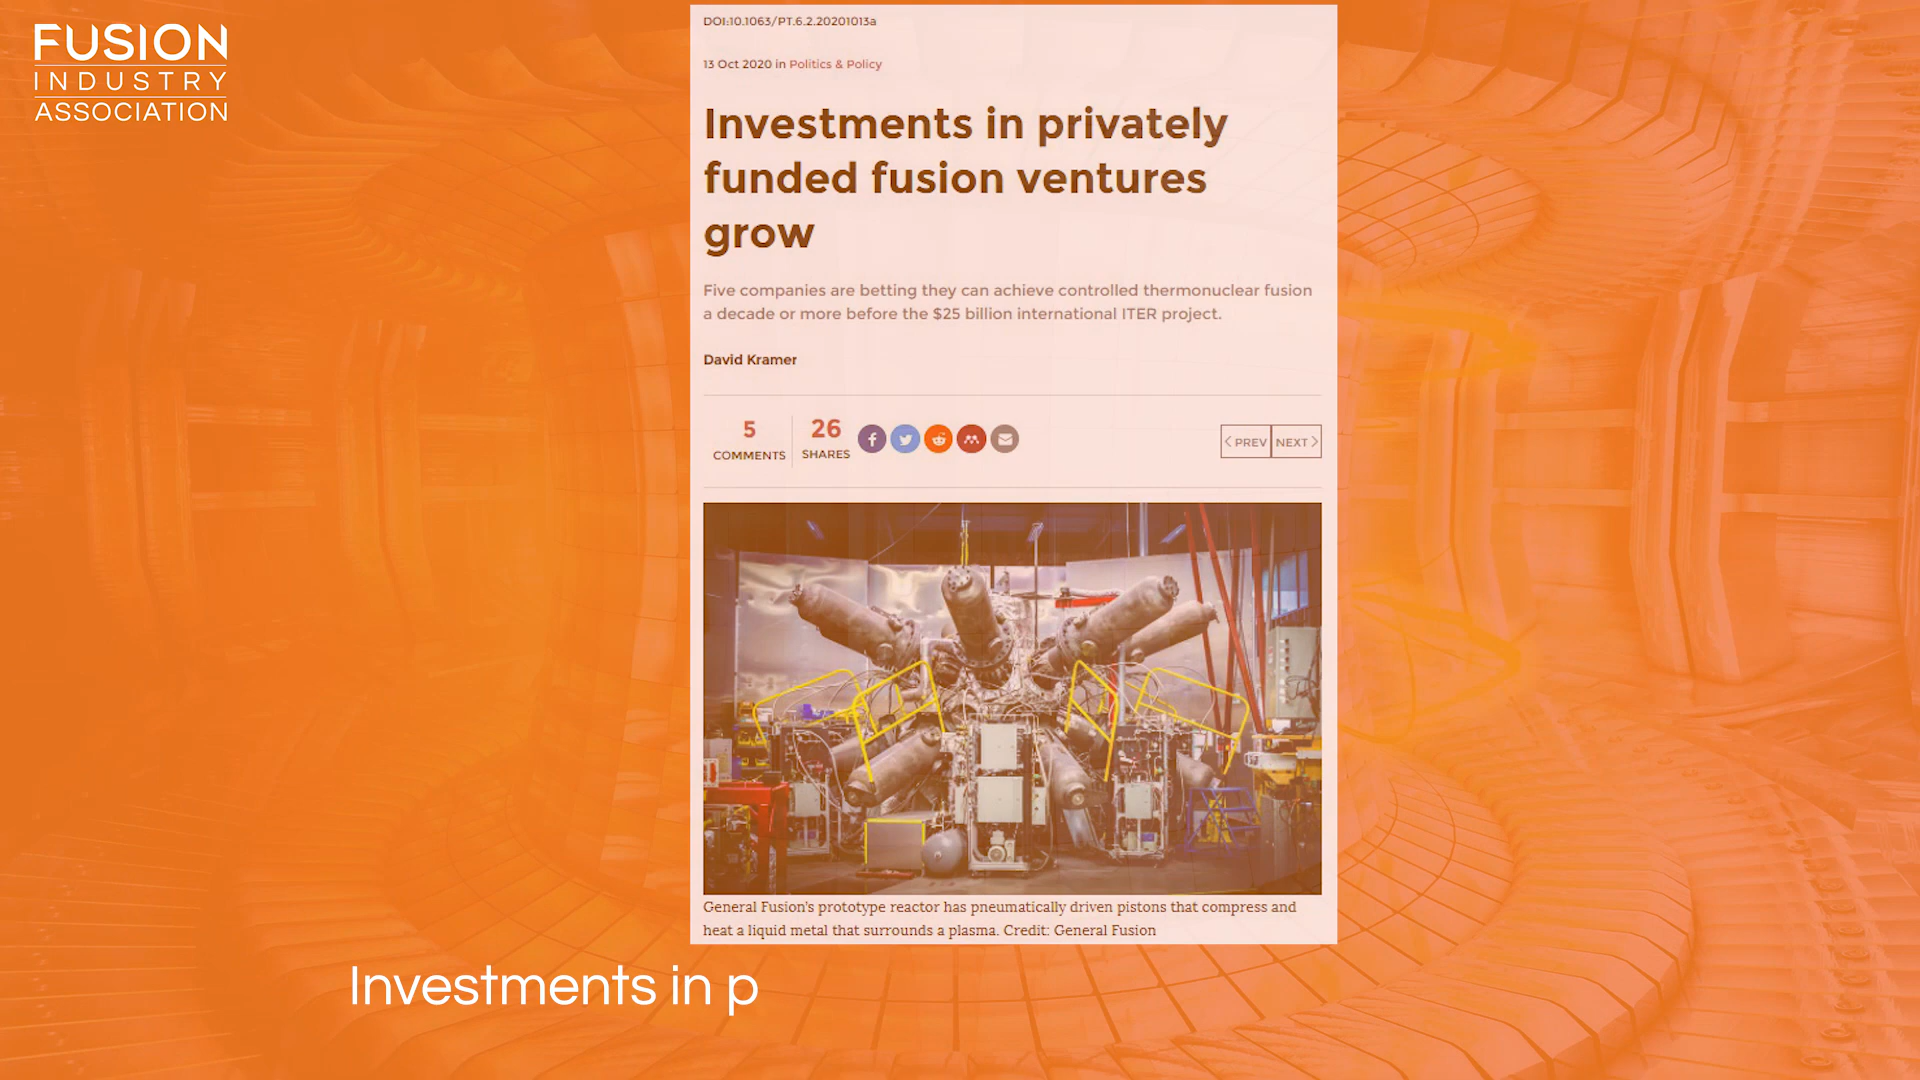 FUSION
INDUSTRY
ASSOCIATION
DOI:10.1063/PT.6.2.20201013a
13 Oct 2020 in Politics & Policy
Investments in privately
funded fusion ventures
grow
Five companies are betting they can achieve controlled thermonuclear fusion
a decade or more before the $25 billion international ITER project.
David Kramer
5
COMMENTS
26
SHARES
PREV
NEXT
General Fusion's prototype reactor has pneumatically driven pistons that compress and
heat a liquid metal that surrounds a plasma. Credit: General Fusion
Investments in p